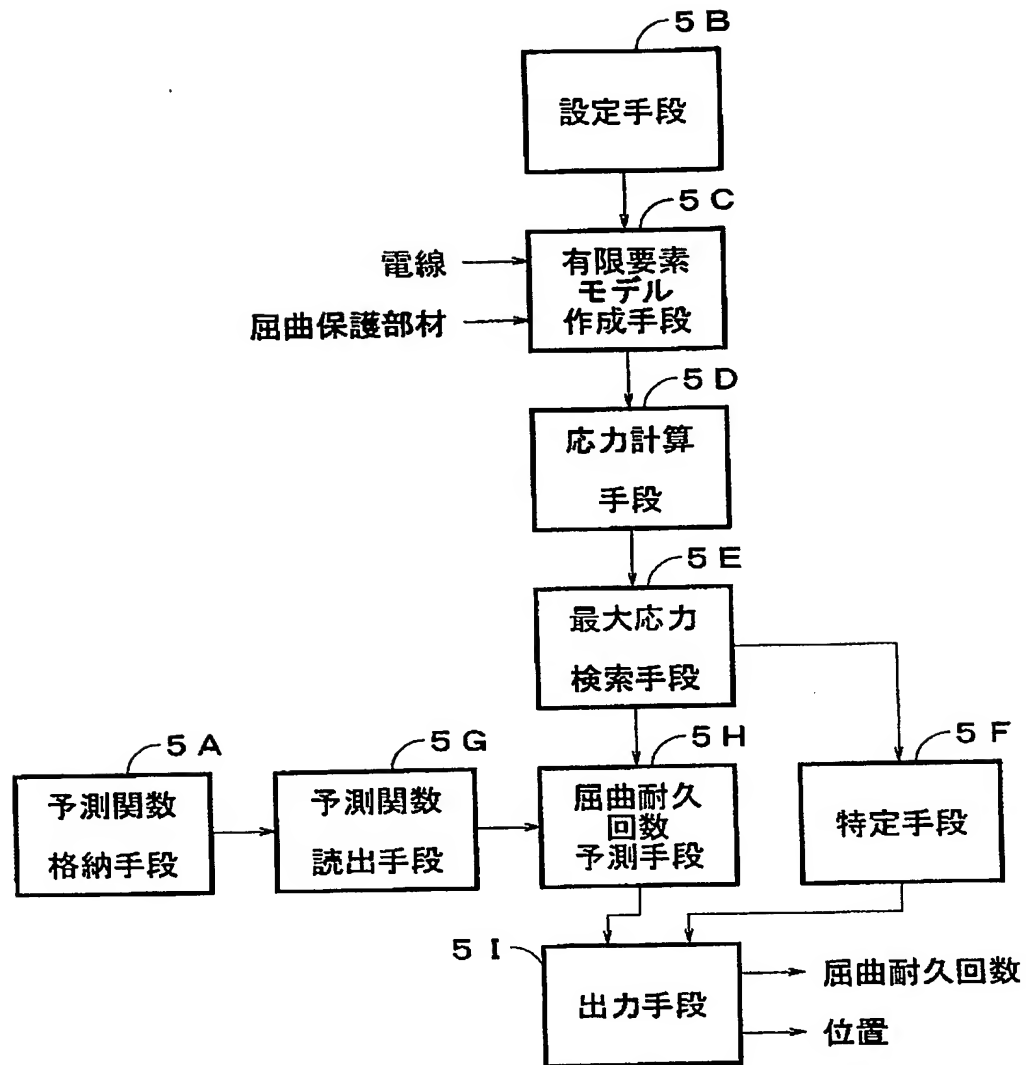 5B
設定手段
5C
電線
屈曲保護部材
有限要素
モデル
作成手段
5D
応力計算
手段
5E
最大応力
検索手段
5A
予測関数
格納手段
5G
予測関数
読出手段
5H
屈曲耐久
回数
予測手段
5F
特定手段
5I
出力手段
屈曲耐久回数
位置